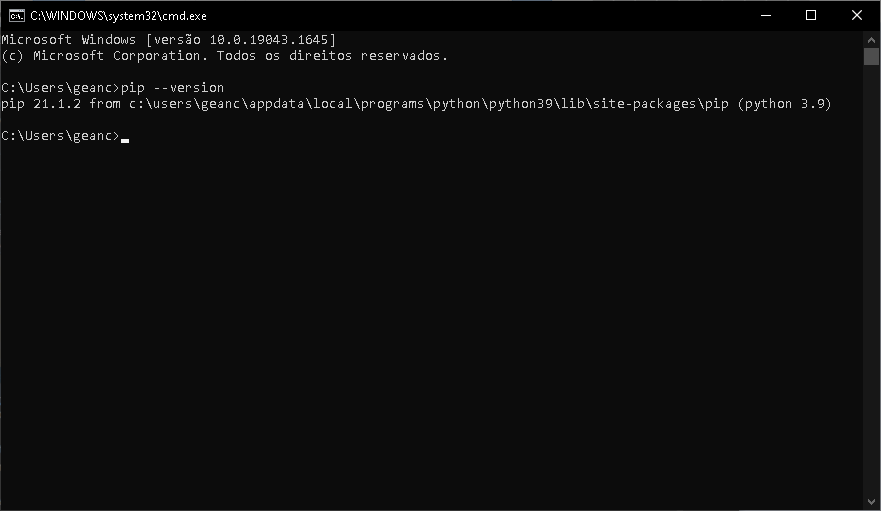 C:\WINDOWS\system32\cmd.exe
Microsoft Windows [versão 10.0.19043.1645]
(c) Microsoft Corporation. Todos os direitos reservados.
C:\Users\geanc>pip --version
pip 21.1.2 from c:\users\geanc\appdata\local\programs\python\python39\lib\site-packages\pip (python 3.9)
C:\Users\geanc>